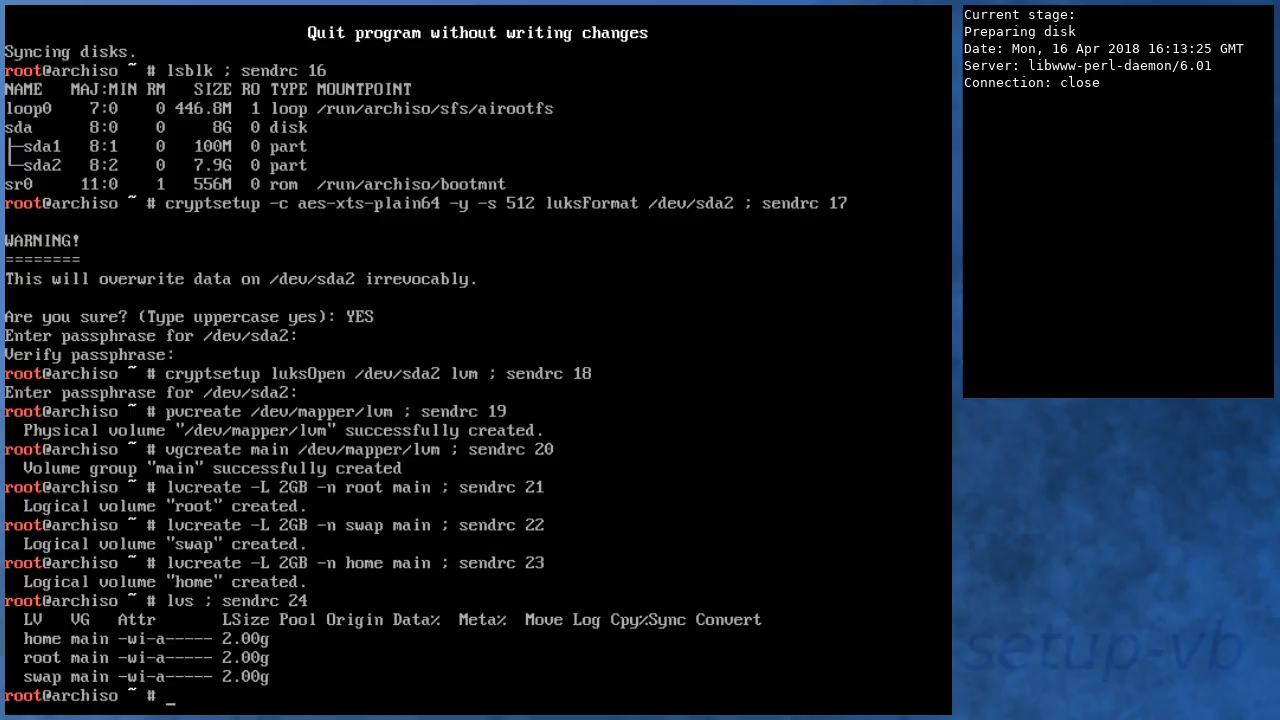 Quit program without writing changes
Syncing disks.
root@archiso ~ # lsblk ; sendrc 16
NAME   MAJ:MIN RM   SIZE RO TYPE MOUNTPOINT
loop0    7:0    0 446.8M  1 loop /run/archiso/sfs/airootfs
sda      8:0    0     8G  0 disk
├─sda1   8:1    0   100M  0 part
└─sda2   8:2    0   7.9G  0 part
sr0     11:0    1   556M  0 rom  /run/archiso/bootmnt
root@archiso ~ # cryptsetup -c aes-xts-plain64 -y -s 512 luksFormat /dev/sda2 ; sendrc 17
WARNING!
========
This will overwrite data on /dev/sda2 irrevocably.
Are you sure? (Type uppercase yes): YES
Enter passphrase for /dev/sda2:
Verify passphrase:
root@archiso ~ # cryptsetup luksOpen /dev/sda2 lvm ; sendrc 18
Enter passphrase for /dev/sda2:
root@archiso ~ # pvcreate /dev/mapper/lvm ; sendrc 19
  Physical volume "/dev/mapper/lvm" successfully created.
root@archiso ~ # vgcreate main /dev/mapper/lvm ; sendrc 20
  Volume group "main" successfully created
root@archiso ~ # lvcreate -L 2GB -n root main ; sendrc 21
  Logical volume "root" created.
root@archiso ~ # lvcreate -L 2GB -n swap main ; sendrc 22
  Logical volume "swap" created.
root@archiso ~ # lvcreate -L 2GB -n home main ; sendrc 23
  Logical volume "home" created.
root@archiso ~ # lvs ; sendrc 24
  LV   VG   Attr       LSize Pool Origin Data%  Meta%  Move Log Cpy%Sync Convert
  home main -wi-a----- 2.00g
  root main -wi-a----- 2.00g
  swap main -wi-a----- 2.00g
root@archiso ~ # _
Current stage:
Preparing disk
Date: Mon, 16 Apr 2018 16:13:25 GMT
Server: libwww-perl-daemon/6.01
Connection: close
setup-vb